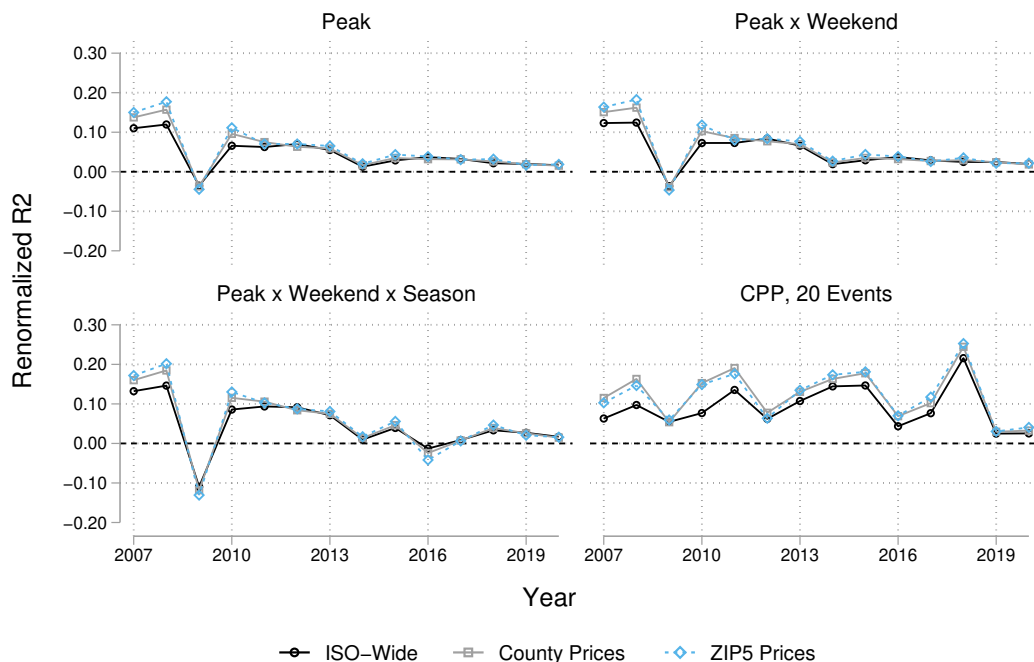 Peak
Peak x Weekend
0.30
0.20
0.10
0.00
−0.10
−0.20
Peak x Weekend x Season
CPP, 20 Events
0.30
0.20
0.10
0.00
−0.10
−0.20
Renormalized R2
2007 2010 2013 2016 2019
2007 2010 2013 2016 2019
Year
ISO−Wide County Prices ZIP5 Prices